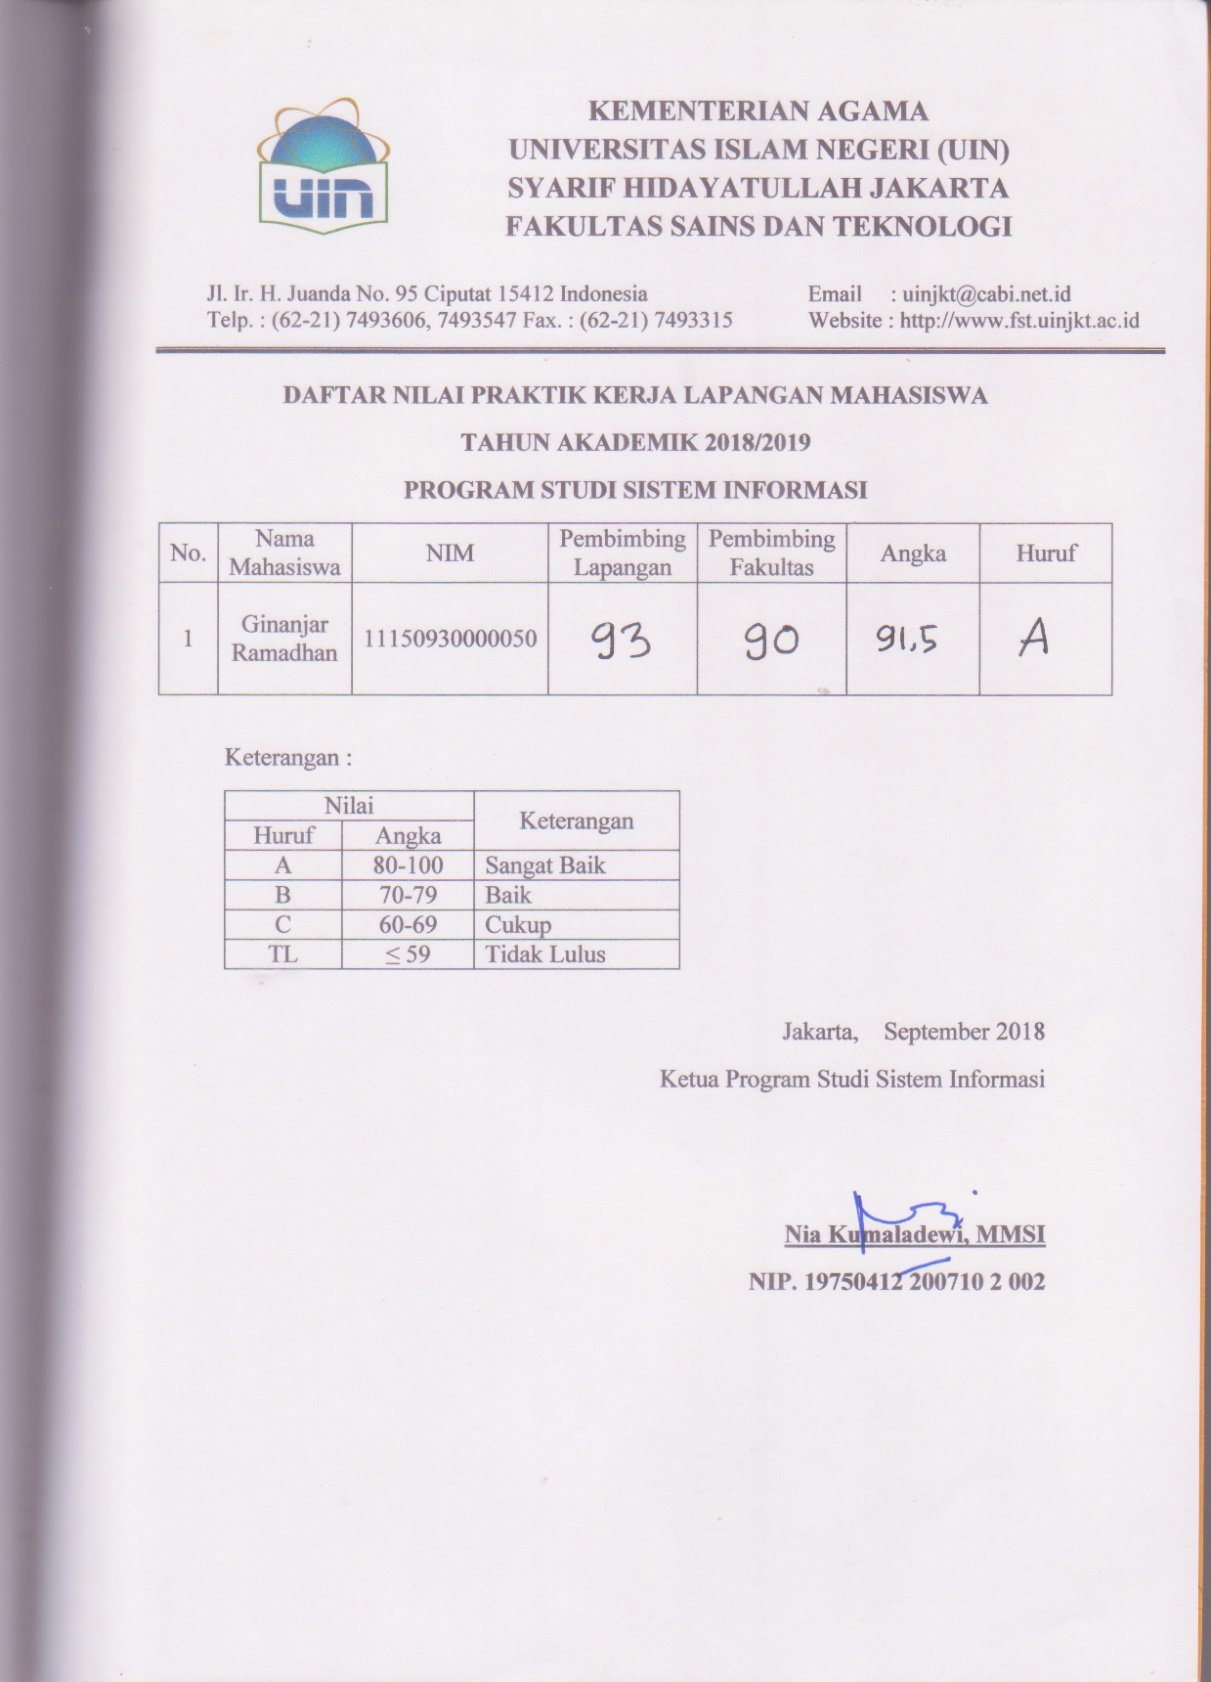 KEMENTERIAN AGAMA
UNIVERSITAS ISLAM NEGERI (UIN)
SYARIF HIDAYATULLAH JAKARTA
FAKULTAS SAINS DAN TEKNOLOGI
uin
Jl. Ir. H. Juanda No. 95 Ciputat 15412 Indonesia Email : uinjkt@cabi.net.id
Telp. : (62-21) 7493606, 7493547 Fax. : (62-21) 7493315 Website : http://www.fst.uinjkt.ac.id
DAFTAR NILAI PRAKTIK KERJA LAPANGAN MAHASISWA
TAHUN AKADEMIK 2018/2019
PROGRAM STUDI SISTEM INFORMASI
No. Nama Mahasiswa NIM Pembimbing Lapangan Pembimbing Fakultas Angka Huruf
1 Ginanjar Ramadhan 11150930000050 93 90 91,5 A
Keterangan :
Nilai Keterangan
Huruf Angka
A 80-100 Sangat Baik
B 70-79 Baik
C 60-69 Cukup
TL ≤ 59 Tidak Lulus
Jakarta, September 2018
Ketua Program Studi Sistem Informasi
Nia Kumaladewi, MMSI
NIP. 19750412 200710 2 002